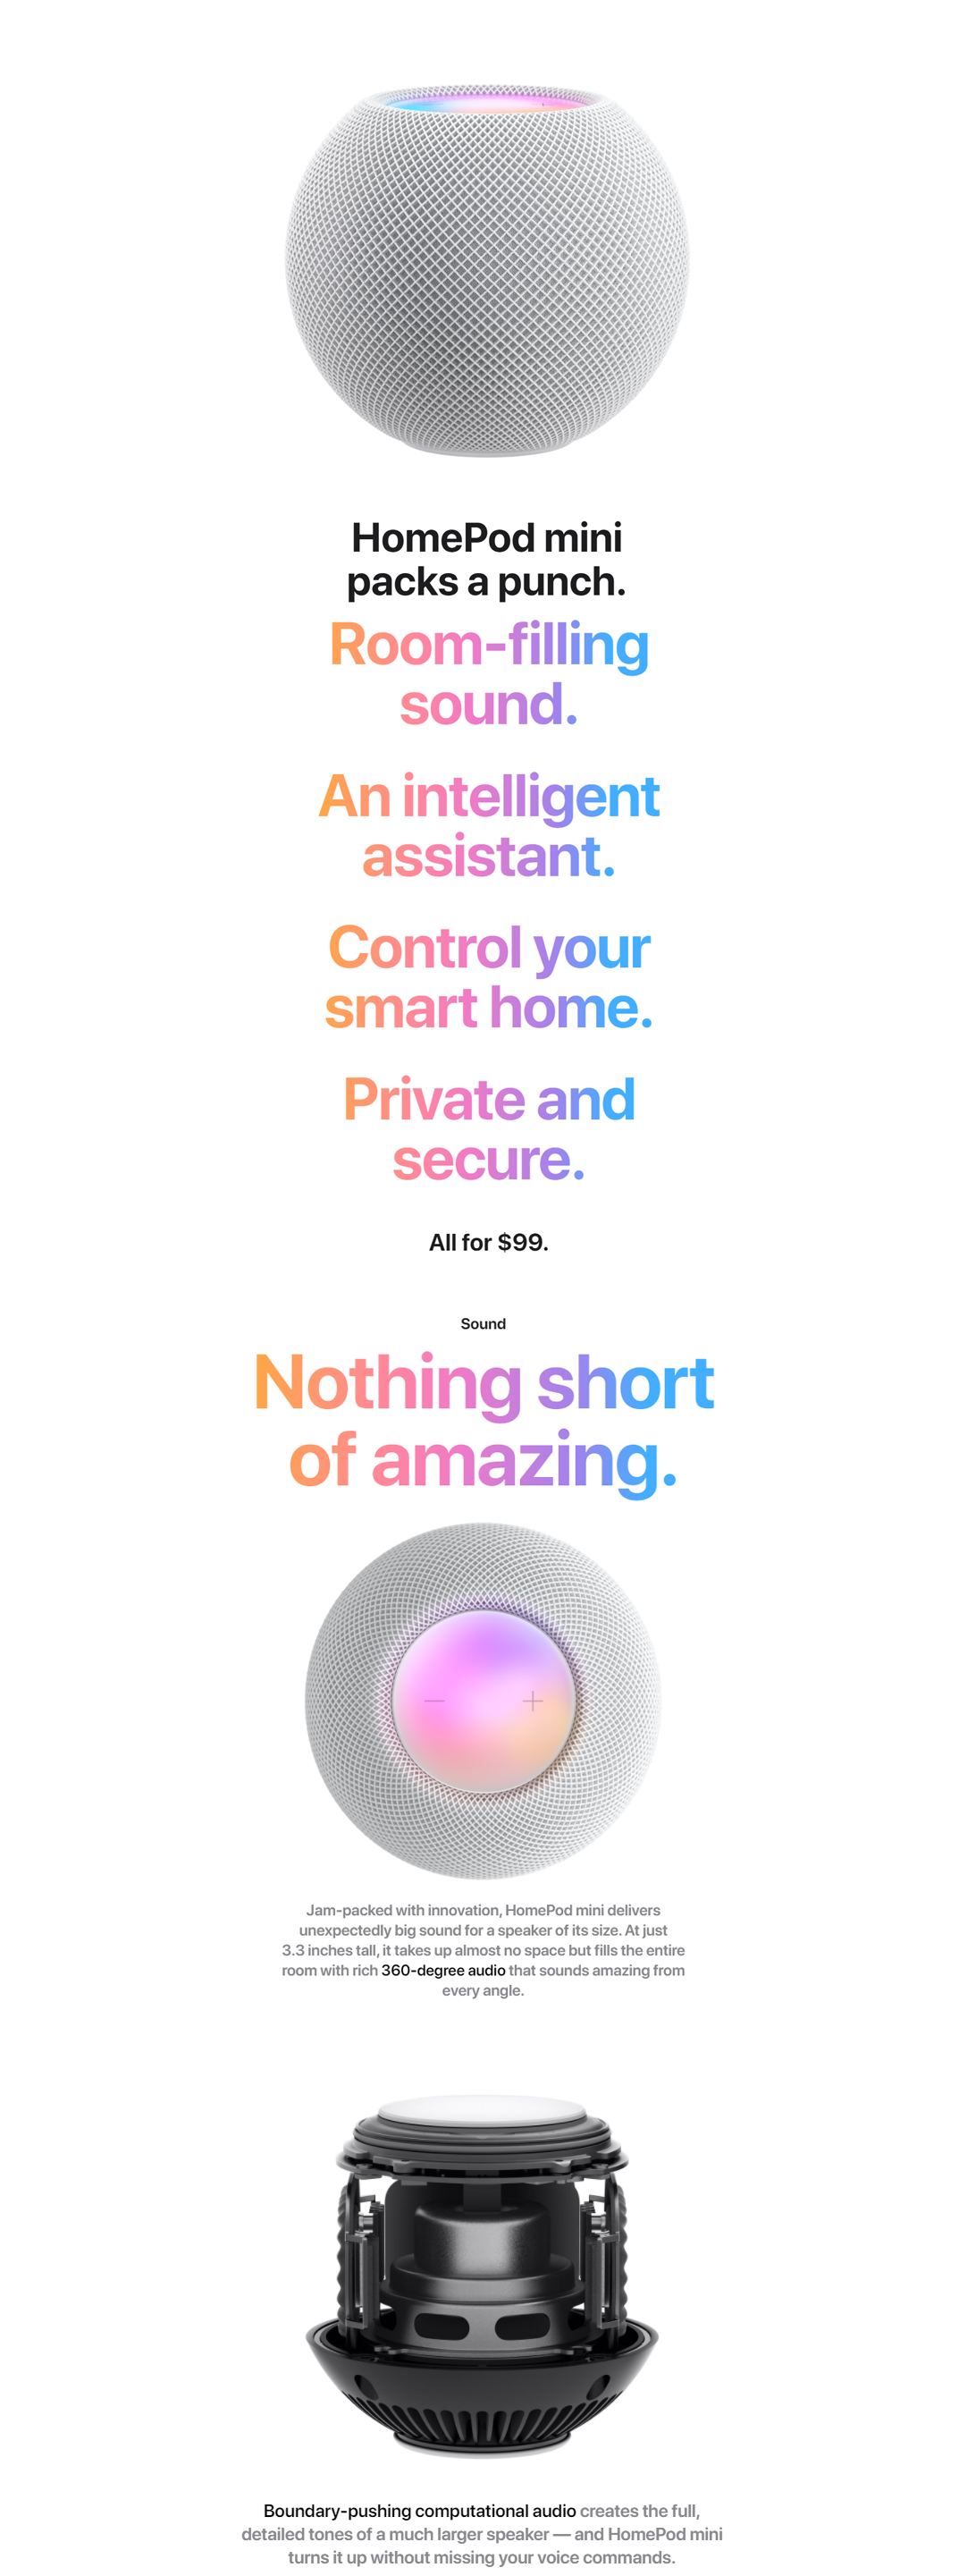 HomePod mini
packs a punch.
Room-filling
sound.
An intelligent
assistant.
Control your
smart home.
Private and
secure.
All for $99.
Sound
Nothing short
of amazing.
Jam-packed with innovation, HomePod mini delivers
unexpectedly big sound for a speaker of its size. At just
3.3 inches tall, it takes up almost no space but fills the entire
room with rich 360-degree audio that sounds amazing from
every angle.
Boundary-pushing computational audio creates the full,
detailed tones of a much larger speaker — and HomePod mini
turns it up without missing your voice commands.